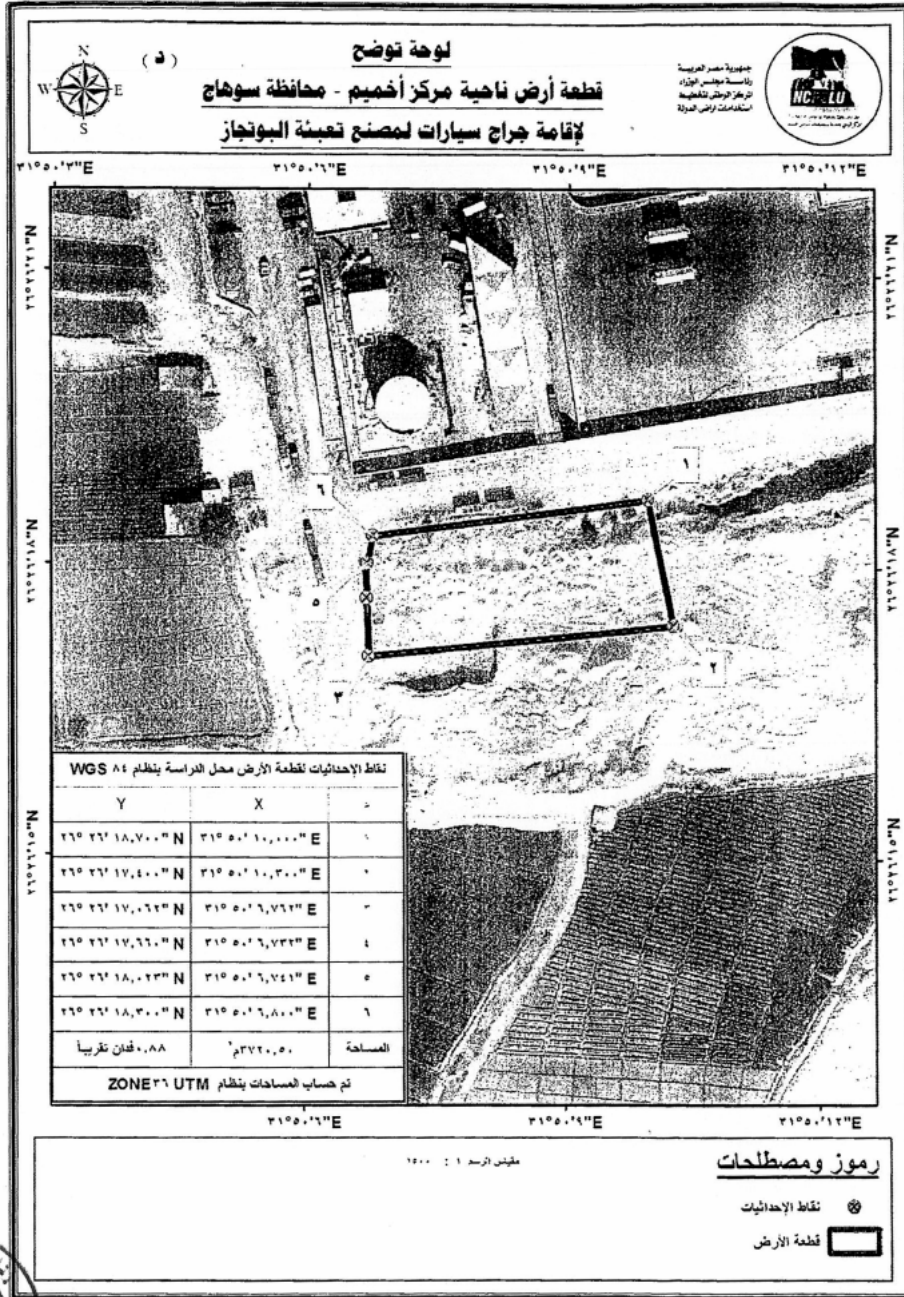 لوحة توضح
( د )
قطعة أرض ناحية مركز أخميم - محافظة سوهاج
لإقامة جراج سيارات لمصنع تعبئة البوتجاز
جمهورية مصر العربية
رئاسة مجلس الوزراء
المركز الوطني لتخطيط
استخدامات أراضي الدولة
N
W
E
S
٣١°٥٠'٣"E
٣١°٥٠'٦"E
٣١°٥٠'٩"E
٣١°٥٠'١٢"E
١
٦
٥
٢
٣
نقاط الإحداثيات لقطعة الأرض محل الدراسة بنظام WGS ٨٤
م X Y
١ ٣١° ٥٠' ١٠,٠٠٠" E ٢٦° ٢٦' ١٨,٧٠٠" N
٢ ٣١° ٥٠' ١٠,٣٠٠" E ٢٦° ٢٦' ١٧,٤٠٠" N
٣ ٣١° ٥٠' ٦,٧٦٢" E ٢٦° ٢٦' ١٧,٠٦٢" N
٤ ٣١° ٥٠' ٦,٧٣٢" E ٢٦° ٢٦' ١٧,٦٦٠" N
٥ ٣١° ٥٠' ٦,٧٤١" E ٢٦° ٢٦' ١٨,٠٢٣" N
٦ ٣١° ٥٠' ٦,٨٠٠" E ٢٦° ٢٦' ١٨,٣٠٠" N
المساحة ٣٧٢٠,٥٠م٢ ٠,٨٨ فدان تقريباً
تم حساب المساحات بنظام ZONE ٣٦ UTM
٣١°٥٠'٦"E
٣١°٥٠'٩"E
٣١°٥٠'١٢"E
رموز ومصطلحات
مقياس الرسم ١ : ١٥٠٠
نقاط الإحداثيات
قطعة الأرض